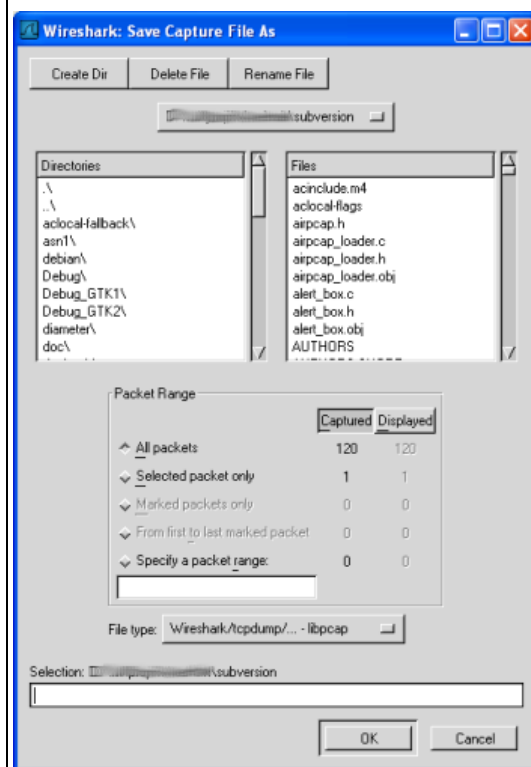 Wireshark: Save Capture File As
Create Dir Delete File Rename File
\subversion
Directories
.\
..\
aclocal-fallback\
asn1\
debian\
Debug\
Debug_GTK1\
Debug_GTK2\
diameter\
doc\
Files
acinclude.m4
aclocal-flags
airpcap.h
airpcap_loader.c
airpcap_loader.h
airpcap_loader.obj
alert_box.c
alert_box.h
alert_box.obj
AUTHORS
Packet Range
Captured Displayed
All packets 120 120
Selected packet only 1 1
Marked packets only 0 0
From first to last marked packet 0 0
Specify a packet range: 0 0
File type: Wireshark/tcpdump/... - libpcap
Selection: \subversion
OK Cancel